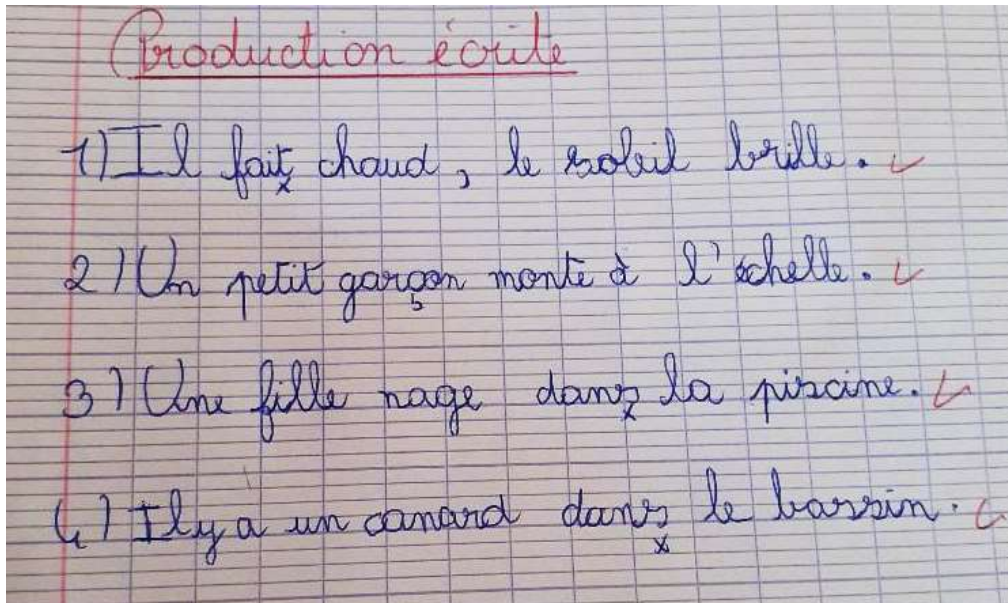 Production écrite
1) Il fait chaud, le soleil brille.
2) Un petit garçon monte à l'échelle.
3) Une fille nage dans la piscine.
4) Il y a un canard dans le bassin.